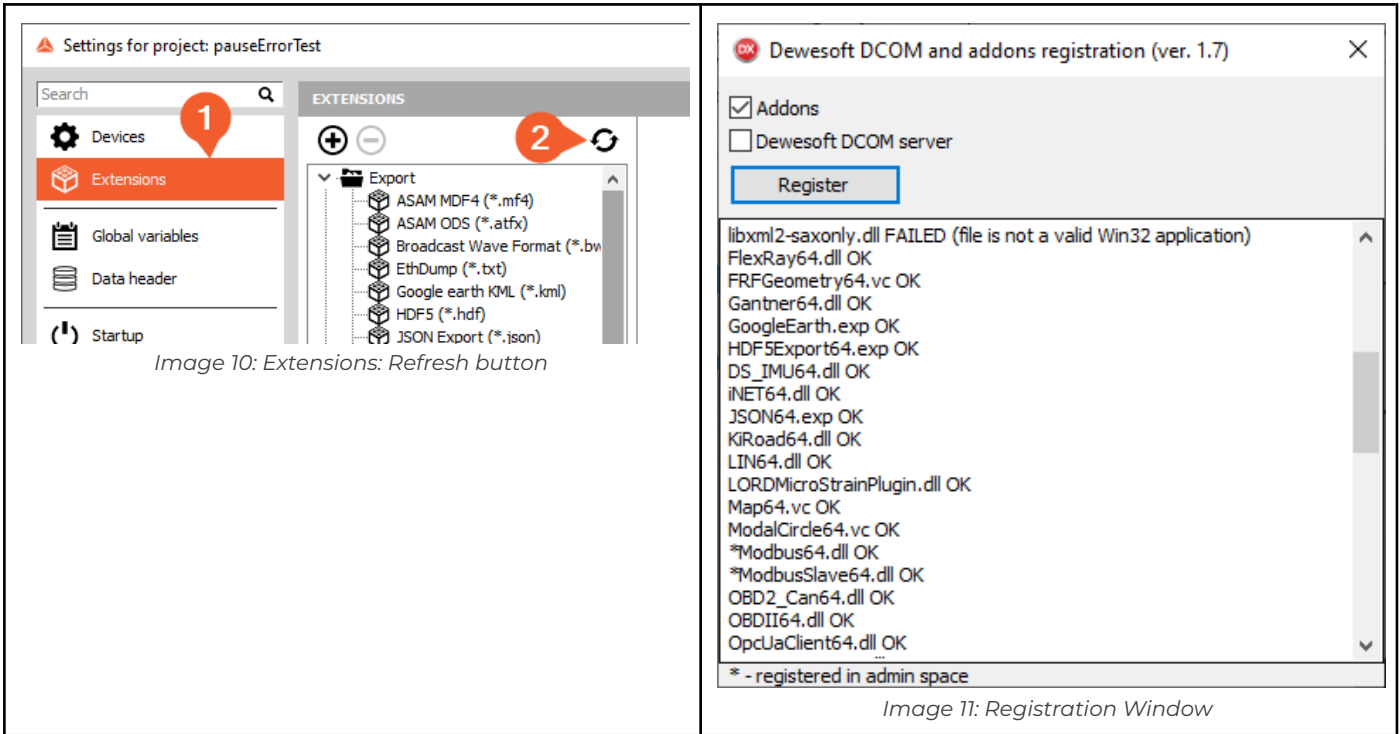 Settings for project: pauseErrorTest
Search
1
Devices
Extensions
Global variables
Data header
Startup
EXTENSIONS
2
Export
ASAM MDF4 (*.mf4)
ASAM ODS (*.atfx)
Broadcast Wave Format (*.bw
EthDump (*.txt)
Google earth KML (*.kml)
HDF5 (*.hdf)
JSON Export (*.json)
Image 10: Extensions: Refresh button
DX
Dewesoft DCOM and addons registration (ver. 1.7)
Addons
Dewesoft DCOM server
Register
libxml2-saxonly.dll FAILED (file is not a valid Win32 application)
FlexRay64.dll OK
FRFGeometry64.vc OK
Gantner64.dll OK
GoogleEarth.exp OK
HDF5Export64.exp OK
DS_IMU64.dll OK
iNET64.dll OK
JSON64.exp OK
KiRoad64.dll OK
LIN64.dll OK
LORDMicroStrainPlugin.dll OK
Map64.vc OK
ModalCircle64.vc OK
*Modbus64.dll OK
*ModbusSlave64.dll OK
OBD2_Can64.dll OK
OBDII64.dll OK
OpcUaClient64.dll OK
* - registered in admin space
Image 11: Registration Window